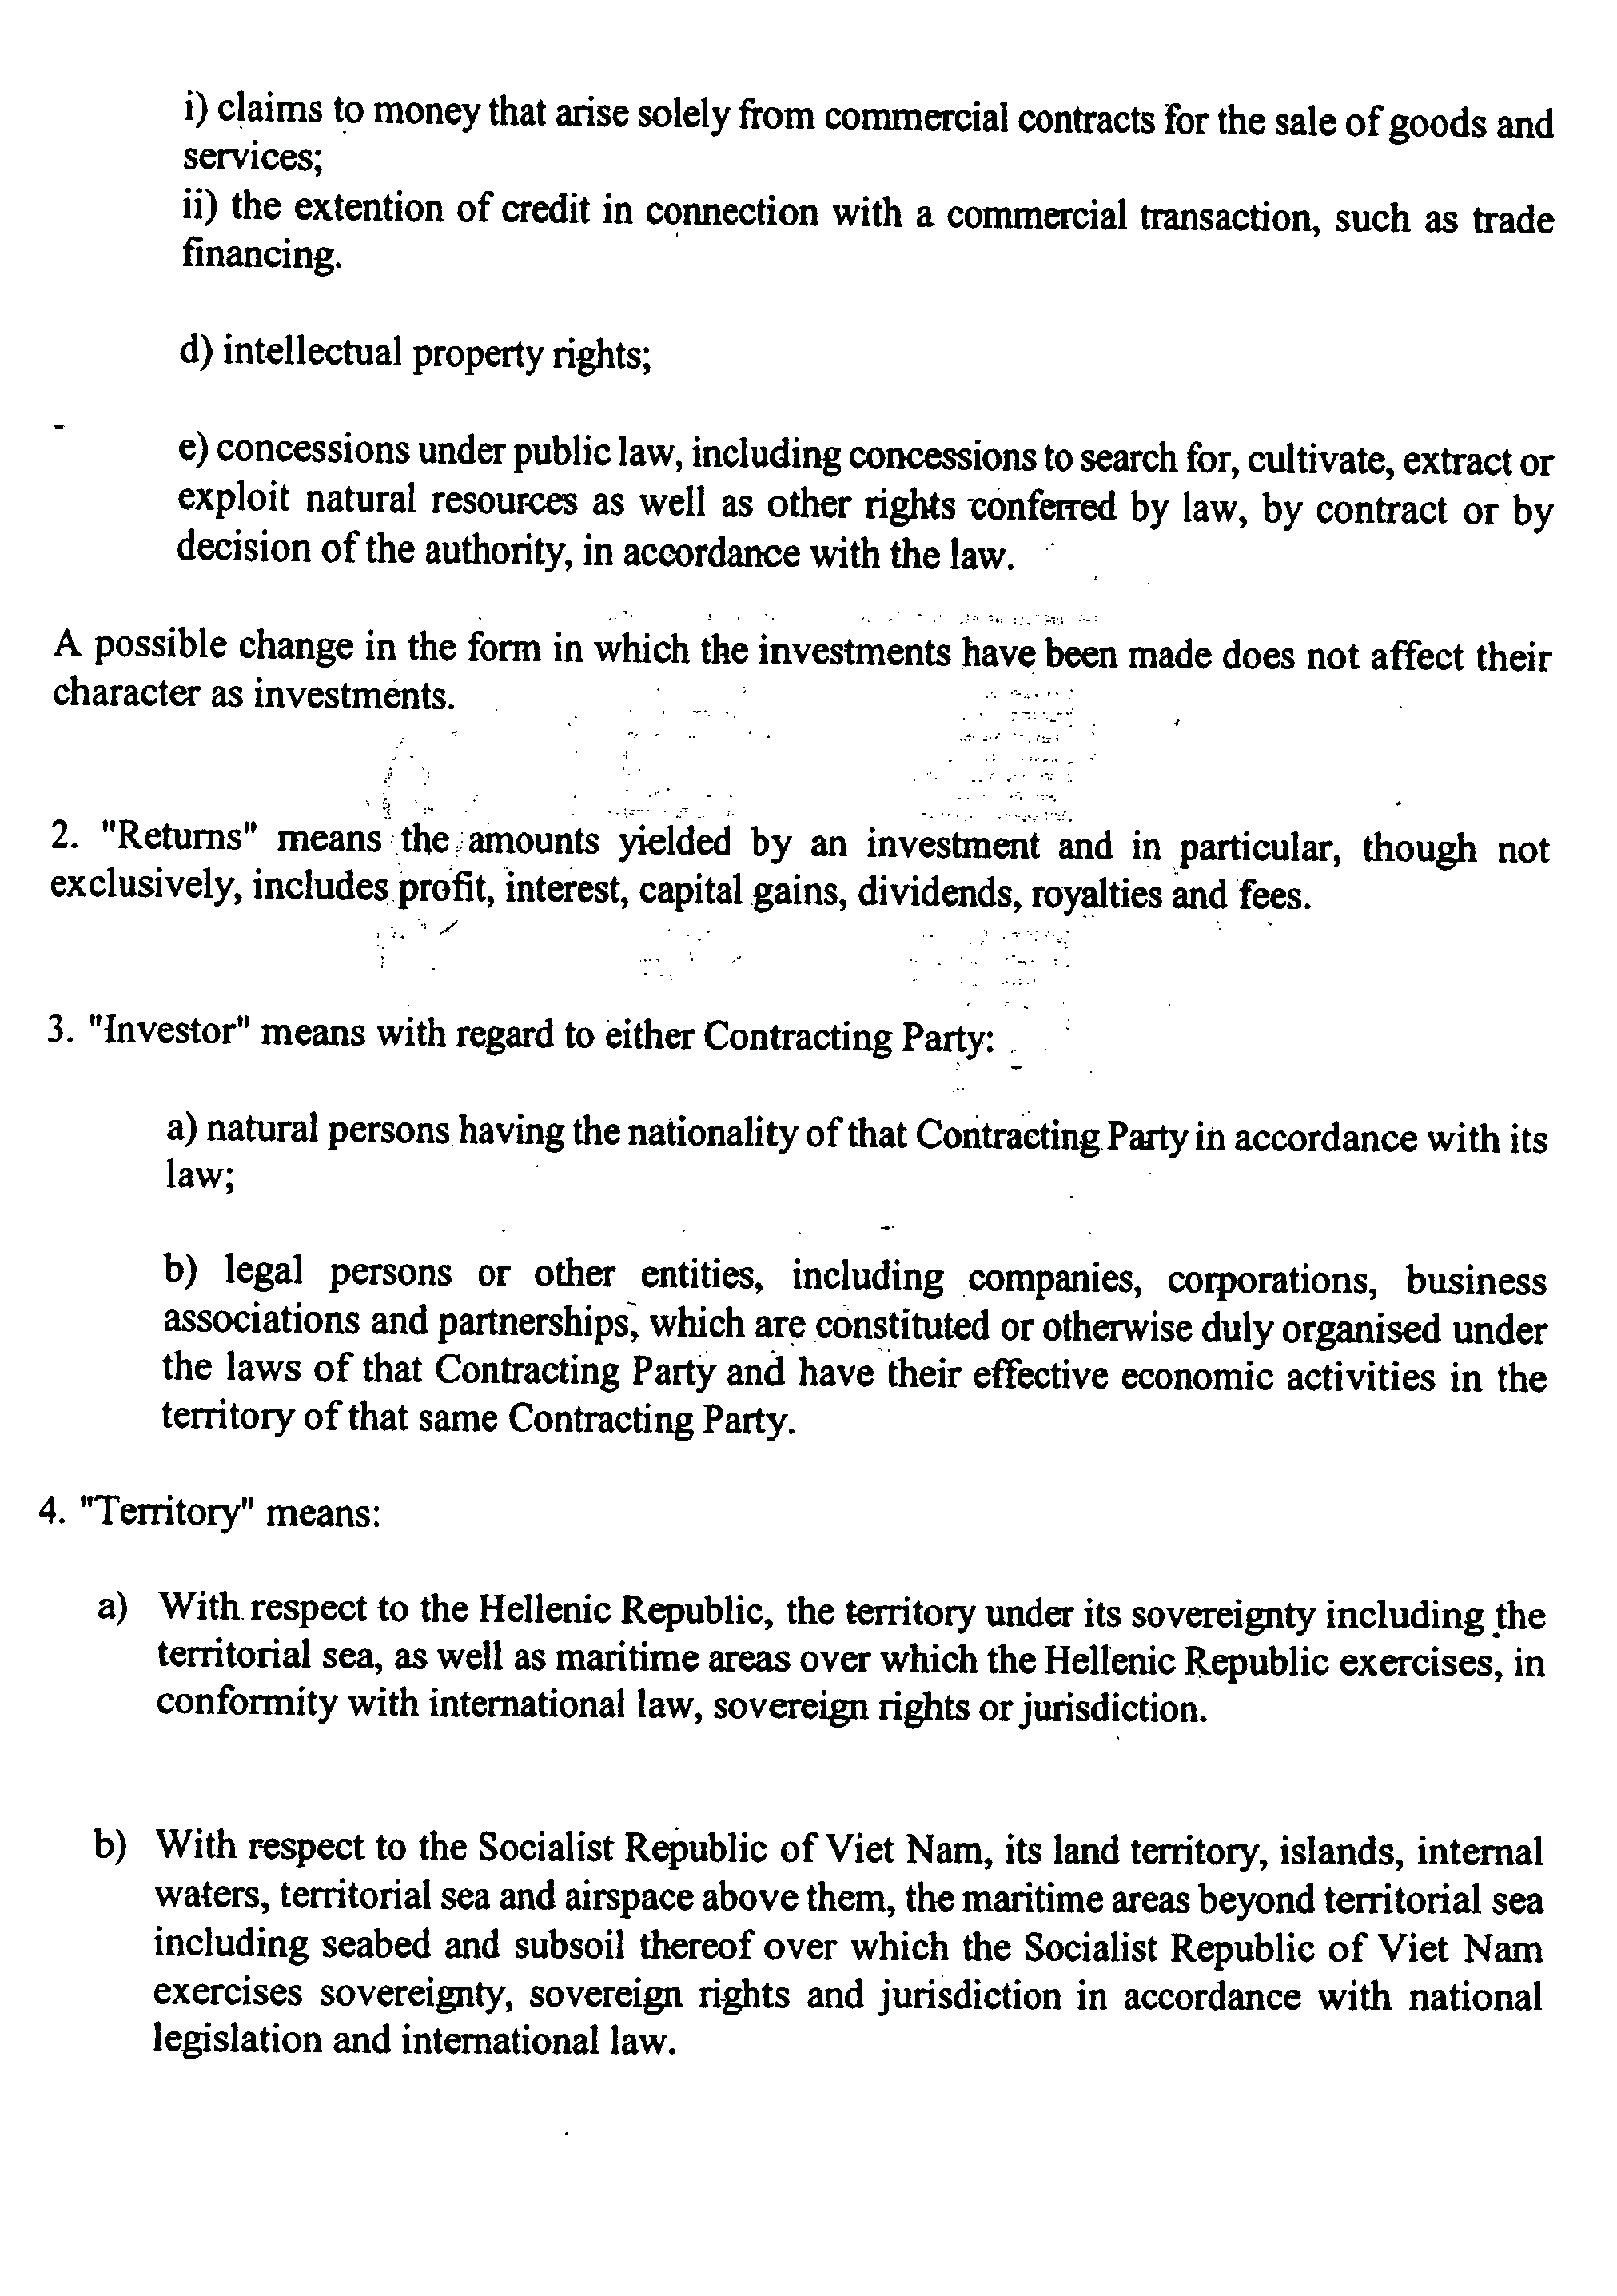 i) claims to money that arise solely from commercial contracts for the sale of goods and
services;
ii) the extention of credit in connection with a commercial transaction, such as trade
financing.
d) intellectual property rights;
e) concessions under public law, including concessions to search for, cultivate, extract or
exploit natural resources as well as other rights conferred by law, by contract or by
decision of the authority, in accordance with the law.
A possible change in the form in which the investments have been made does not affect their
character as investments.
2. "Returns" means the amounts yielded by an investment and in particular, though not
exclusively, includes profit, interest, capital gains, dividends, royalties and fees.
3. "Investor" means with regard to either Contracting Party:
a) natural persons having the nationality of that Contracting Party in accordance with its
law;
b) legal persons or other entities, including companies, corporations, business
associations and partnerships, which are constituted or otherwise duly organised under
the laws of that Contracting Party and have their effective economic activities in the
territory of that same Contracting Party.
4. "Territory" means:
a) With respect to the Hellenic Republic, the territory under its sovereignty including the
territorial sea, as well as maritime areas over which the Hellenic Republic exercises, in
conformity with international law, sovereign rights or jurisdiction.
b) With respect to the Socialist Republic of Viet Nam, its land territory, islands, internal
waters, territorial sea and airspace above them, the maritime areas beyond territorial sea
including seabed and subsoil thereof over which the Socialist Republic of Viet Nam
exercises sovereignty, sovereign rights and jurisdiction in accordance with national
legislation and international law.